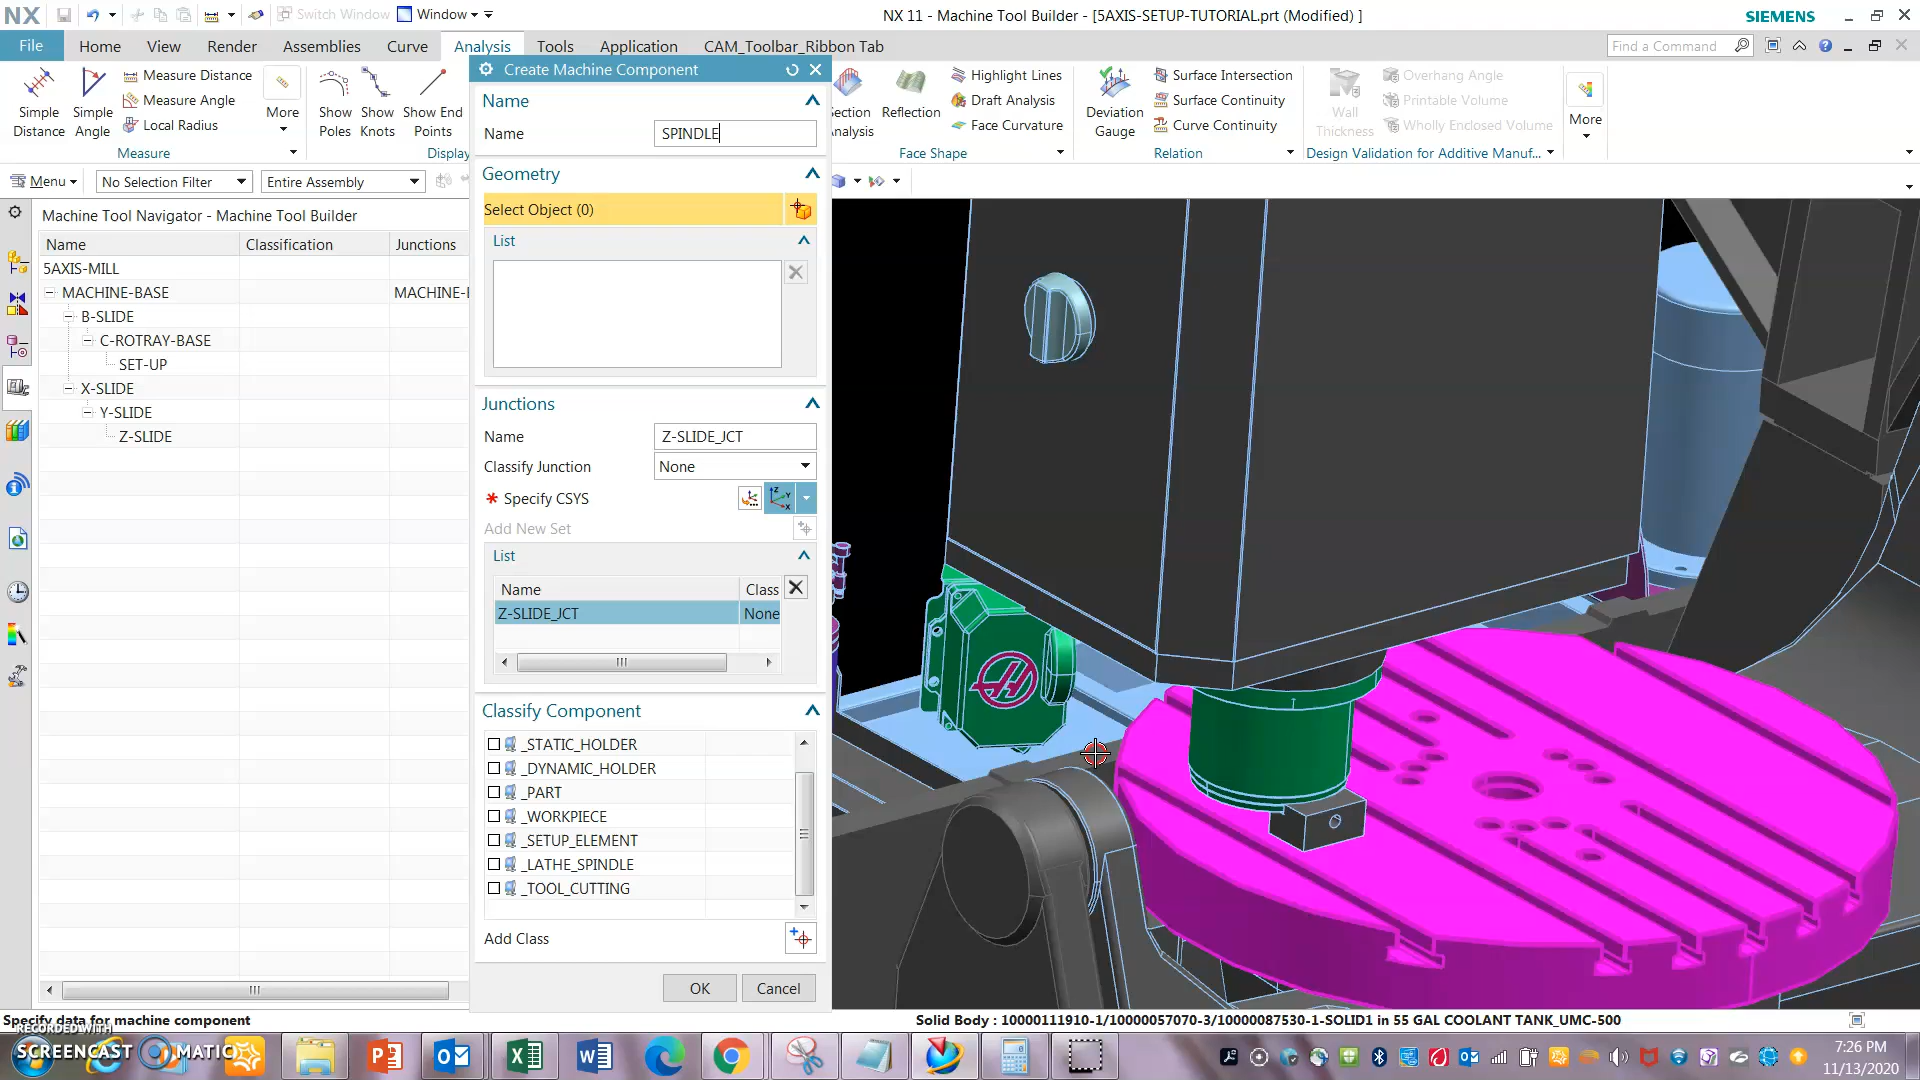 NX
Switch Window
Window
NX 11 - Machine Tool Builder - [5AXIS-SETUP-TUTORIAL.prt (Modified) ]
SIEMENS
File
Home
View
Render
Assemblies
Curve
Analysis
Tools
Application
CAM_Toolbar_Ribbon Tab
Find a Command
Simple Distance
Simple Angle
Measure Distance
Measure Angle
Local Radius
More
Show Poles
Show Knots
Show End Points
Measure
Display
Section Analysis
Reflection
Highlight Lines
Draft Analysis
Face Curvature
Face Shape
Deviation Gauge
Surface Intersection
Surface Continuity
Curve Continuity
Relation
Wall Thickness
Overhang Angle
Printable Volume
Wholly Enclosed Volume
Design Validation for Additive Manuf...
More
Menu
No Selection Filter
Entire Assembly
Machine Tool Navigator - Machine Tool Builder
Name
Classification
Junctions
5AXIS-MILL
MACHINE-BASE
MACHINE-
B-SLIDE
C-ROTRAY-BASE
SET-UP
X-SLIDE
Y-SLIDE
Z-SLIDE
Create Machine Component
Name
Name
SPINDLE
Geometry
Select Object (0)
List
Junctions
Name
Z-SLIDE_JCT
Classify Junction
None
* Specify CSYS
Add New Set
List
Name
Class
Z-SLIDE_JCT
None
Classify Component
_STATIC_HOLDER
_DYNAMIC_HOLDER
_PART
_WORKPIECE
_SETUP_ELEMENT
_LATHE_SPINDLE
_TOOL_CUTTING
Add Class
OK
Cancel
Specify data for machine component
Solid Body : 10000111910-1/10000057070-3/10000087530-1-SOLID1 in 55 GAL COOLANT TANK_UMC-500
RECORDED WITH
SCREENCAST
MATIC
7:26 PM
11/13/2020